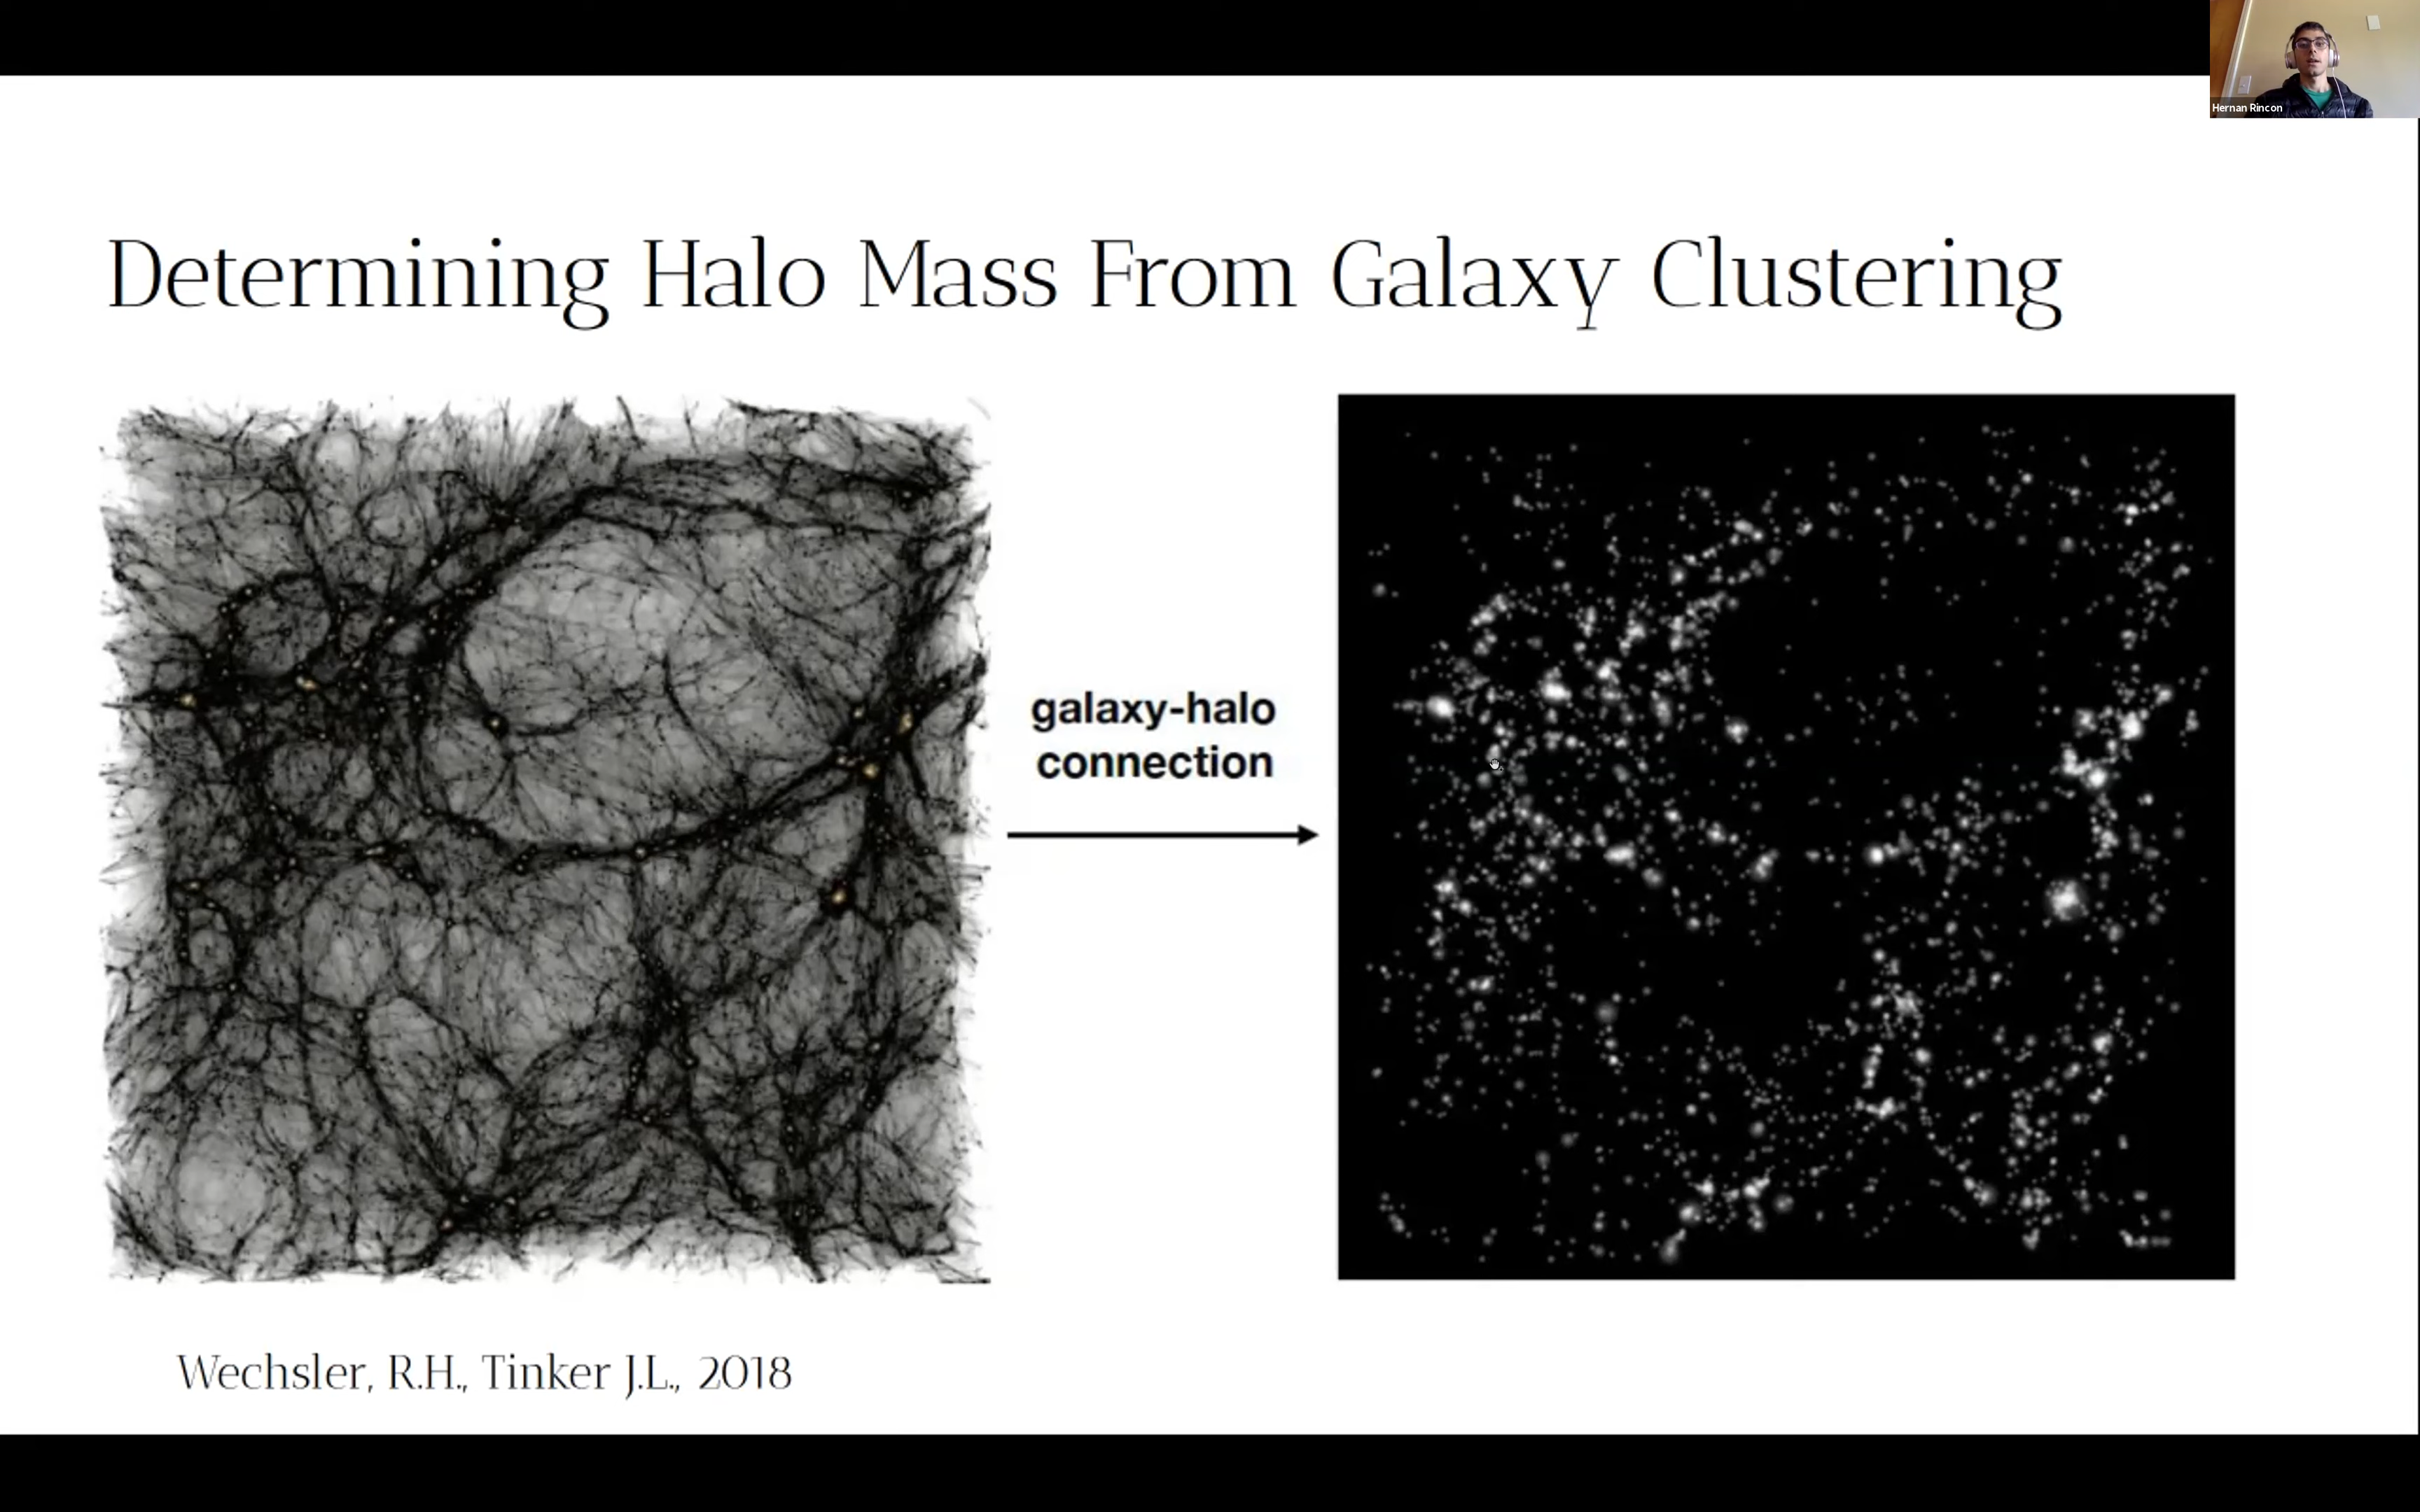 Hernan Rincon
Determining Halo Mass From Galaxy Clustering
galaxy-halo
connection
Wechsler, R.H., Tinker J.L., 2018